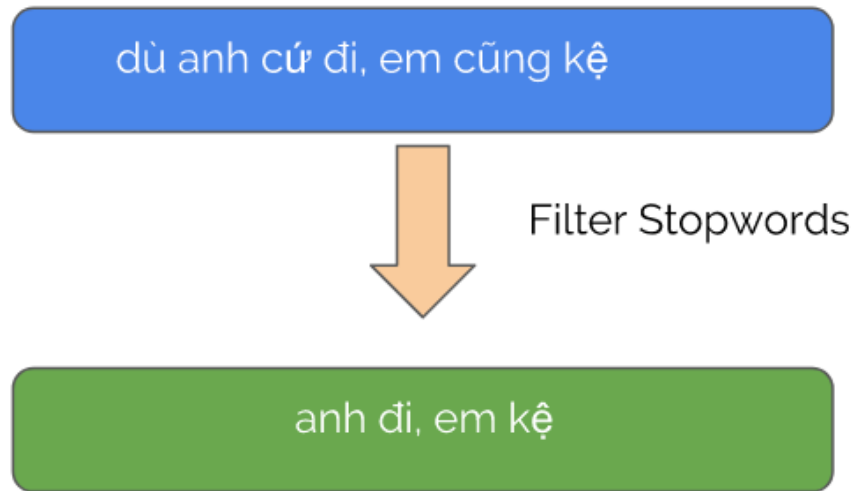 dù anh cứ đi, em cũng kệ
Filter Stopwords
anh đi, em kệ